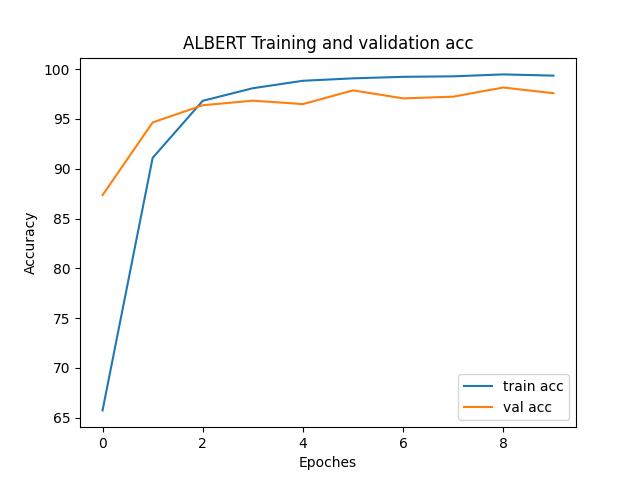 ALBERT Training and validation acc
Accuracy
100
95
90
85
80
75
70
65
0 2 4 6 8
Epoches
train acc
val acc